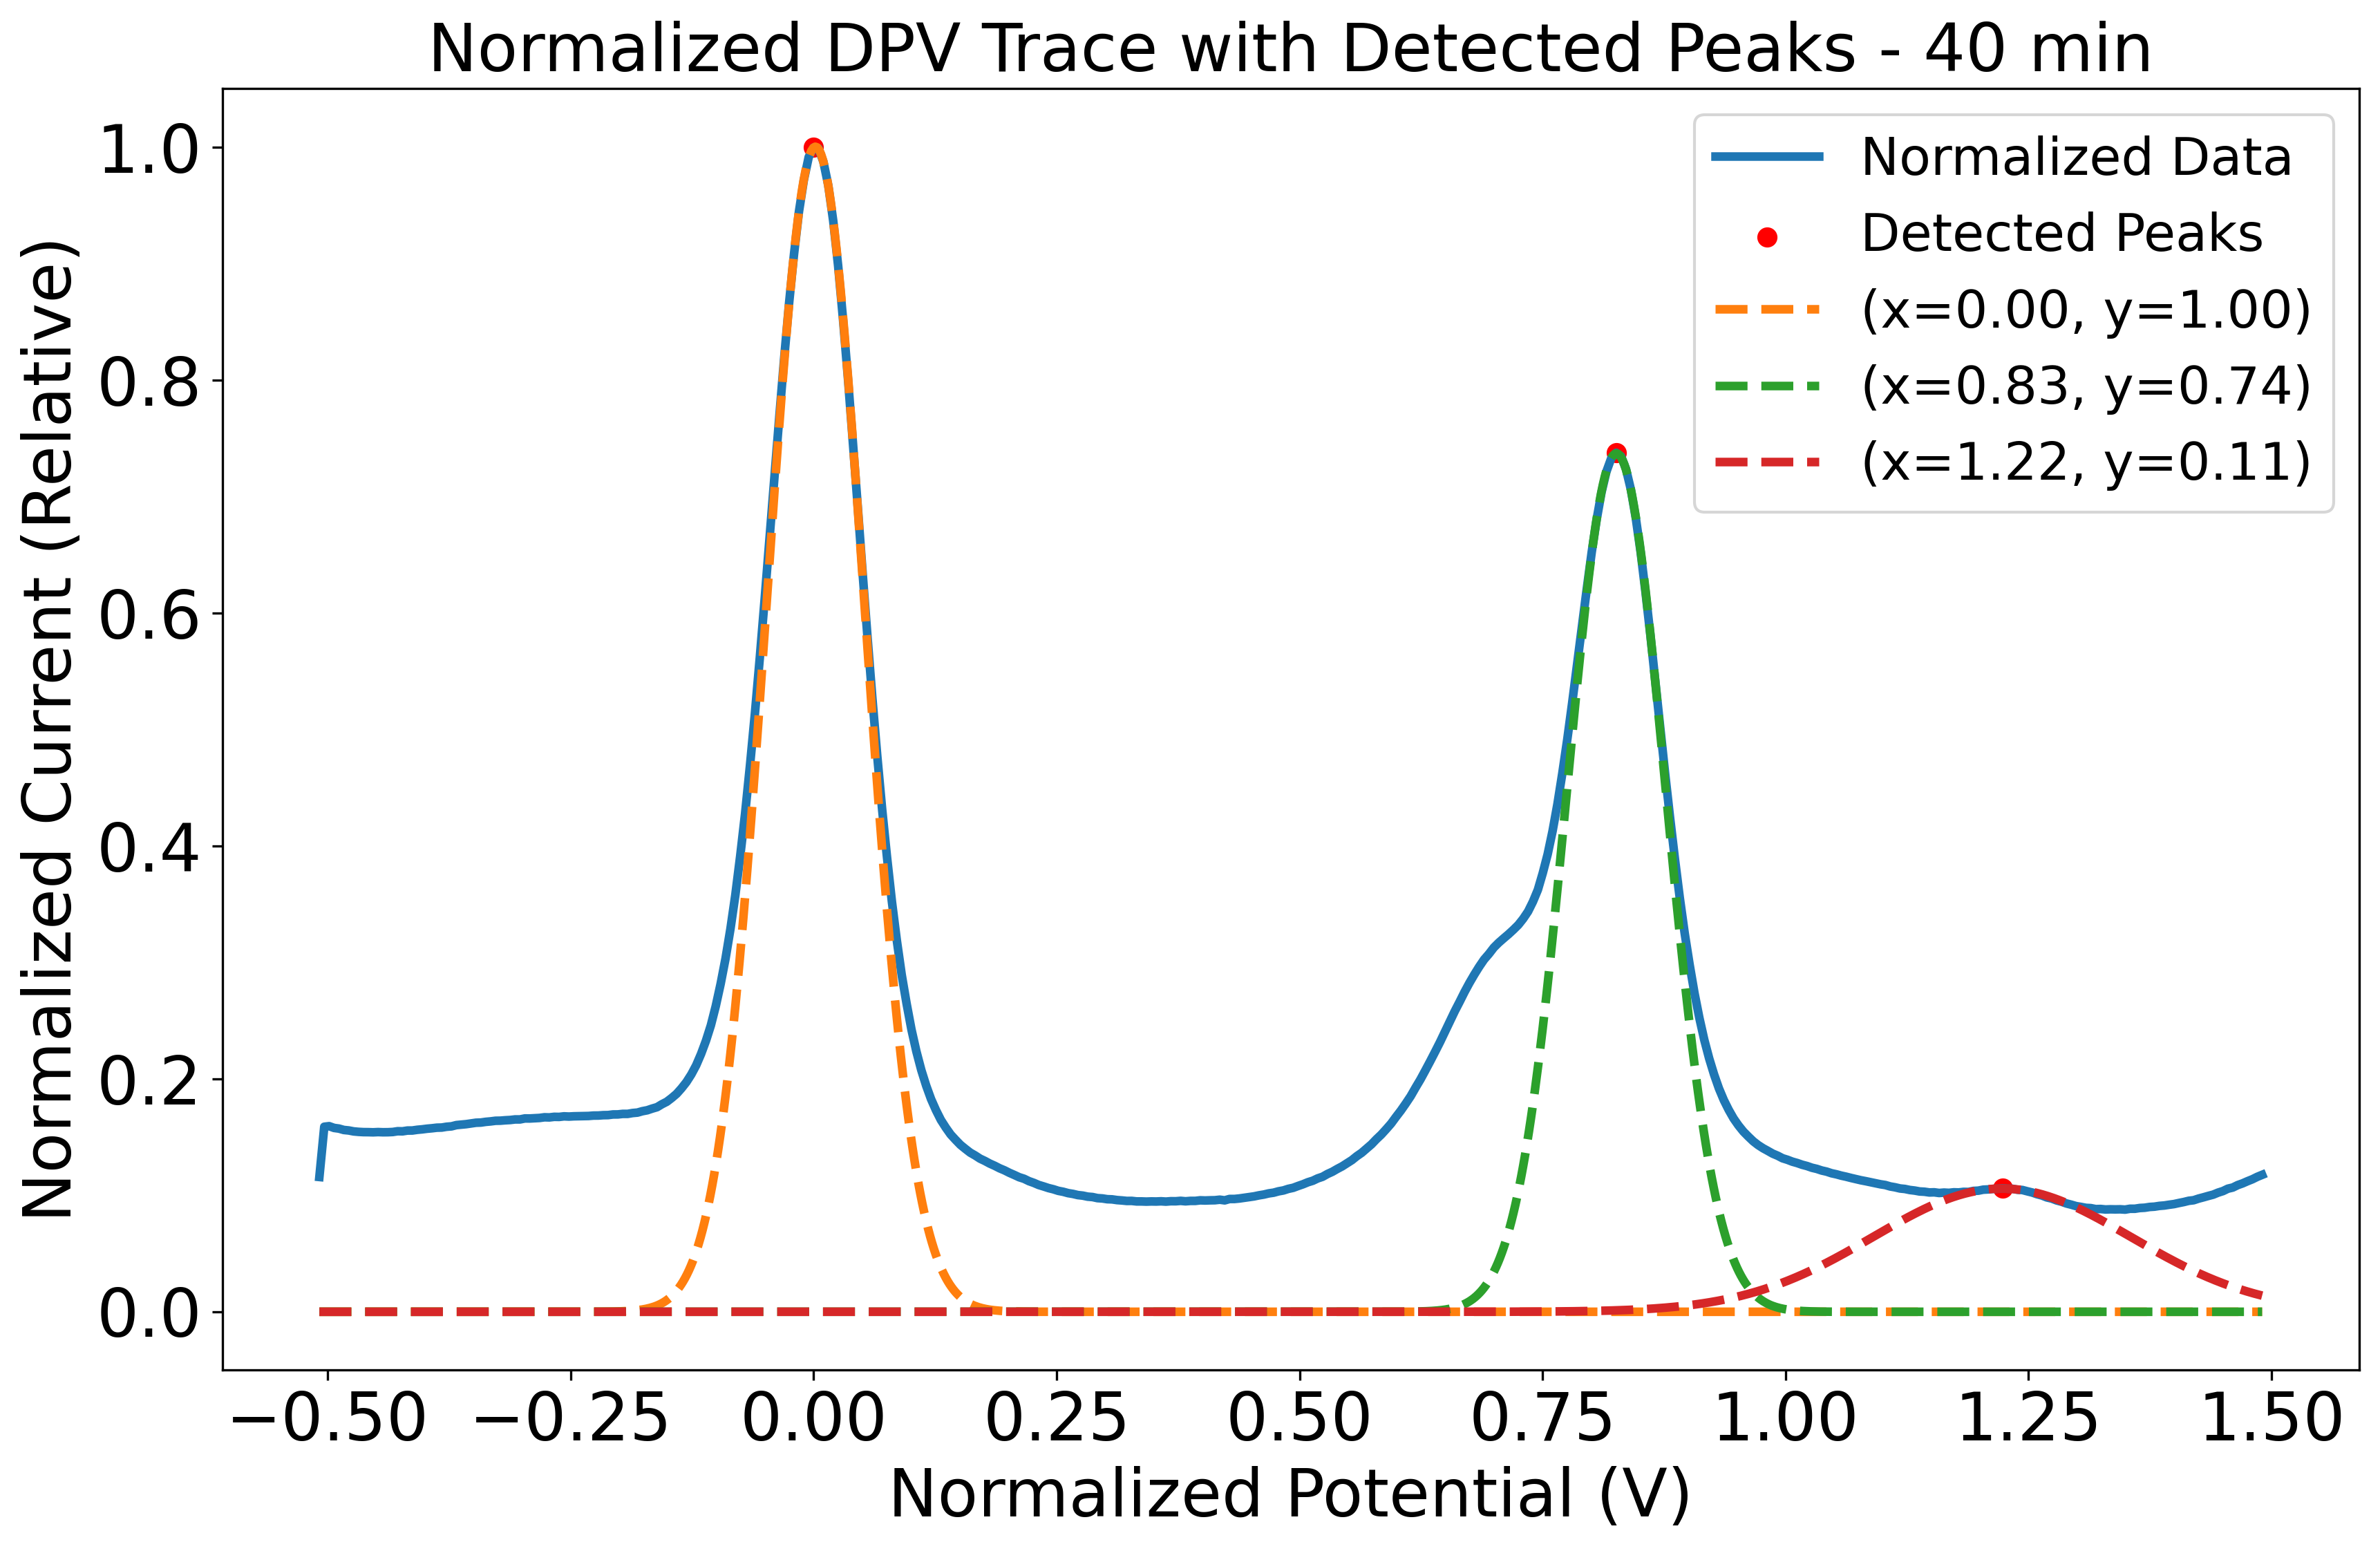 Normalized DPV Trace with Detected Peaks - 40 min
Normalized Data
Detected Peaks
(x=0.00, y=1.00)
(x=0.83, y=0.74)
(x=1.22, y=0.11)
Normalized Current (Relative)
1.0
0.8
0.6
0.4
0.2
0.0
−0.50 −0.25 0.00 0.25 0.50 0.75 1.00 1.25 1.50
Normalized Potential (V)